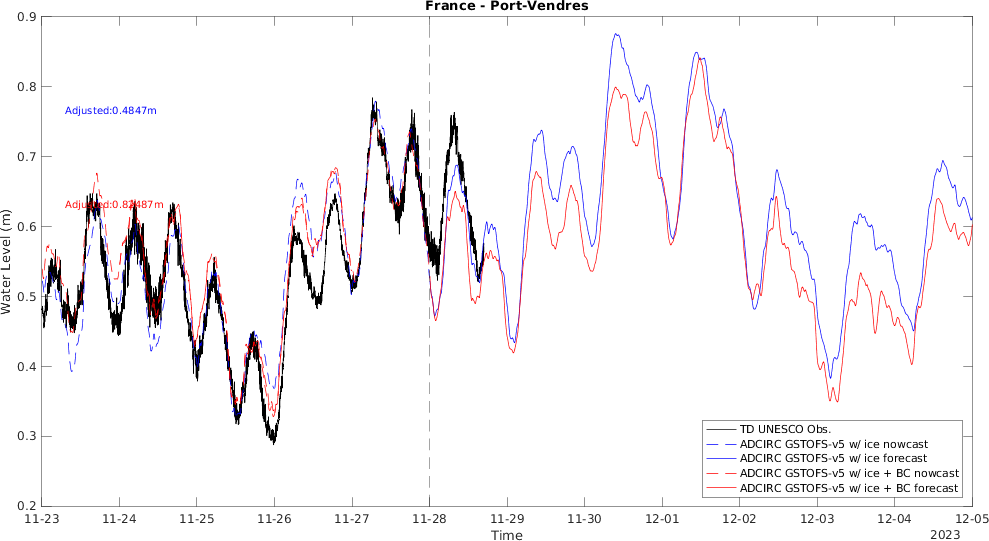 France - Port-Vendres
0.9
0.8
0.7
0.6
0.5
0.4
0.3
0.2
Water Level (m)
Adjusted:0.4847m
TD UNESCO Obs.
ADCIRC GSTOFS-v5 w/ ice nowcast
ADCIRC GSTOFS-v5 w/ ice forecast
ADCIRC GSTOFS-v5 w/ ice + BC nowcast
ADCIRC GSTOFS-v5 w/ ice + BC forecast
11-23 11-24 11-25 11-26 11-27 11-28 11-29 11-30 12-01 12-02 12-03 12-04 12-05
Time
2023